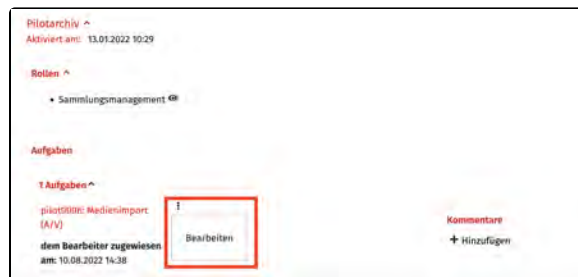 Pilotarchiv
Aktiviert am: 13.01.2022 10:29
Rollen
• Sammlungsmanagement
Aufgaben
1 Aufgaben
pilot0006: Medienimport
(A/V)
dem Bearbeiter zugewiesen
am: 10.08.2022 14:38
Bearbeiten
Kommentare
+ Hinzufügen